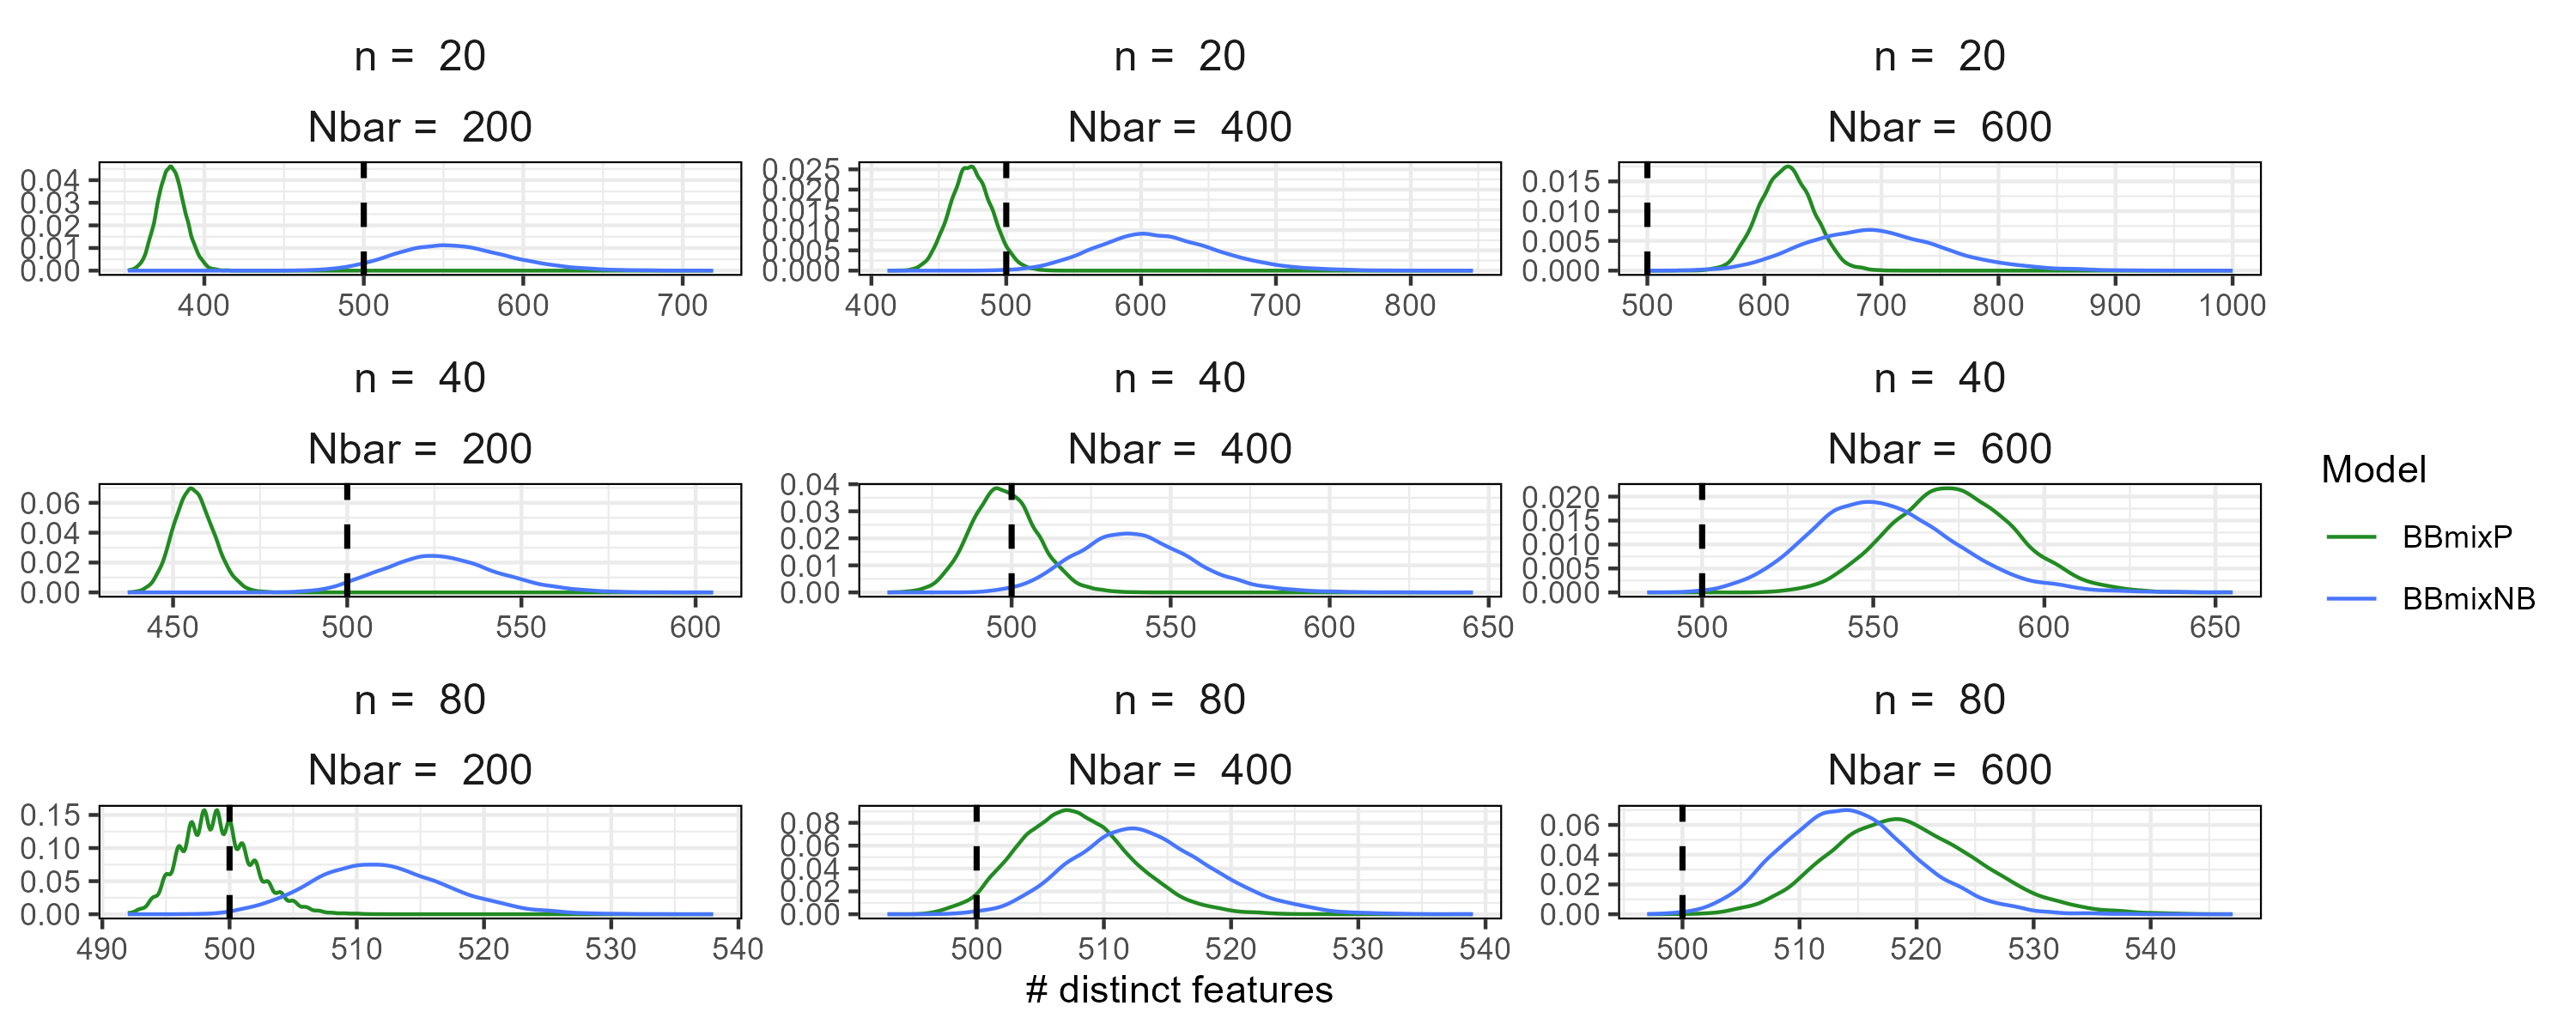 n =  20
Nbar =  200
0.04
0.03
0.02
0.01
0.00
400 500 600 700
n =  20
Nbar =  400
0.025
0.020
0.015
0.010
0.005
0.000
400 500 600 700 800
n =  20
Nbar =  600
0.015
0.010
0.005
0.000
500 600 700 800 900 1000
n =  40
Nbar =  200
0.06
0.04
0.02
0.00
450 500 550 600
n =  40
Nbar =  400
0.04
0.03
0.02
0.01
0.00
500 550 600 650
n =  40
Nbar =  600
0.020
0.015
0.010
0.005
0.000
500 550 600 650
n =  80
Nbar =  200
0.15
0.10
0.05
0.00
490 500 510 520 530 540
n =  80
Nbar =  400
0.08
0.06
0.04
0.02
0.00
500 510 520 530 540
n =  80
Nbar =  600
0.06
0.04
0.02
0.00
500 510 520 530 540
# distinct features
Model
BBmixP
BBmixNB